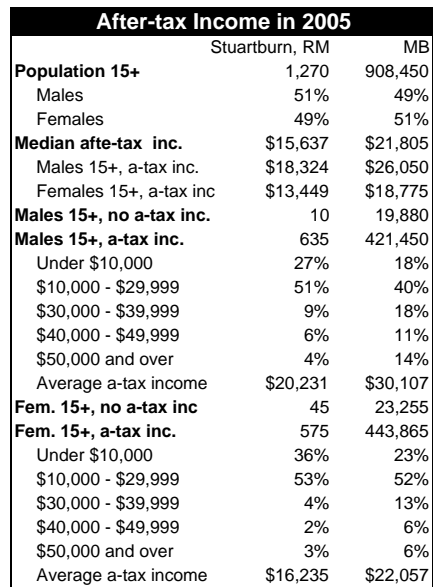 After-tax Income in 2005
Stuartburn, RM MB
Population 15+ 1,270 908,450
Males 51% 49%
Females 49% 51%
Median afte-tax inc. $15,637 $21,805
Males 15+, a-tax inc. $18,324 $26,050
Females 15+, a-tax inc $13,449 $18,775
Males 15+, no a-tax inc. 10 19,880
Males 15+, a-tax inc. 635 421,450
Under $10,000 27% 18%
$10,000 - $29,999 51% 40%
$30,000 - $39,999 9% 18%
$40,000 - $49,999 6% 11%
$50,000 and over 4% 14%
Average a-tax income $20,231 $30,107
Fem. 15+, no a-tax inc 45 23,255
Fem. 15+, a-tax inc. 575 443,865
Under $10,000 36% 23%
$10,000 - $29,999 53% 52%
$30,000 - $39,999 4% 13%
$40,000 - $49,999 2% 6%
$50,000 and over 3% 6%
Average a-tax income $16,235 $22,057